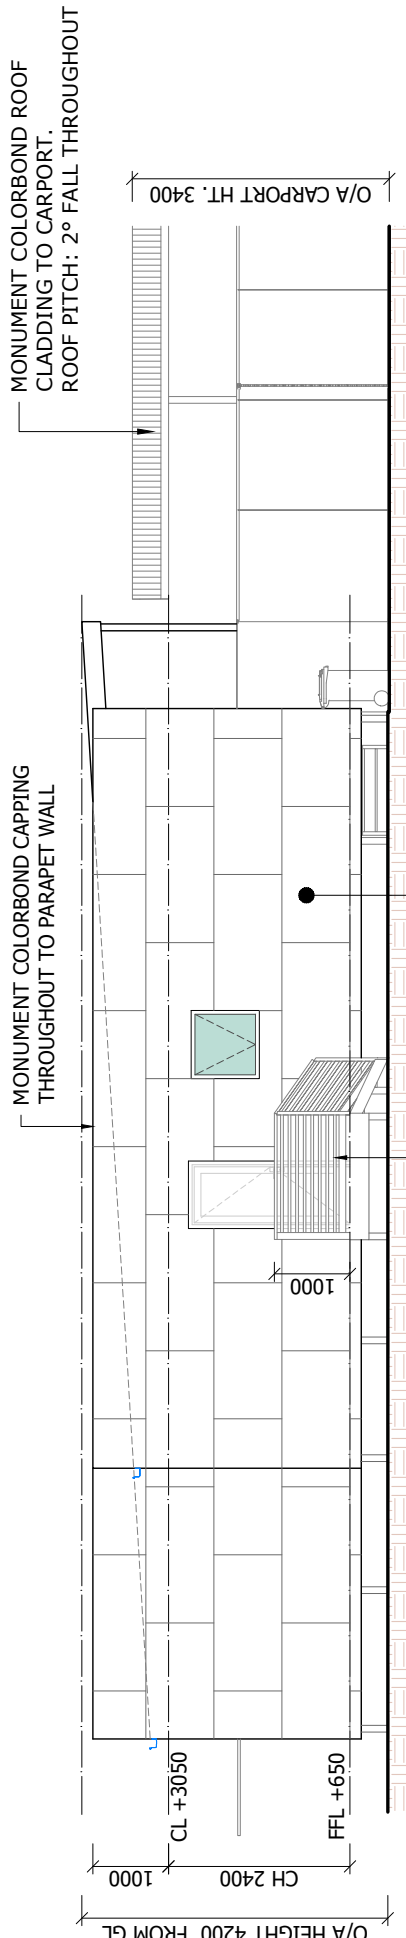 MONUMENT COLORBOND ROOF
CLADDING TO CARPORT.
ROOF PITCH: 2° FALL THROUGHOUT
O/A CARPORT HT. 3400
MONUMENT COLORBOND CAPPING
THROUGHOUT TO PARAPET WALL
1000
CL +3050
FFL +650
1000
CH 2400
O/A HEIGHT 4200 FROM GL